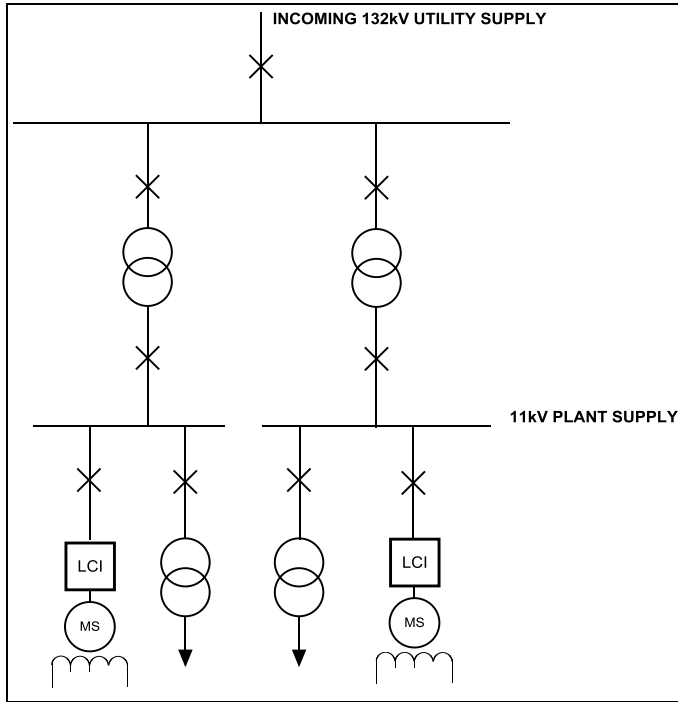 INCOMING 132kV UTILITY SUPPLY
11kV PLANT SUPPLY
LCI
LCI
MS
MS